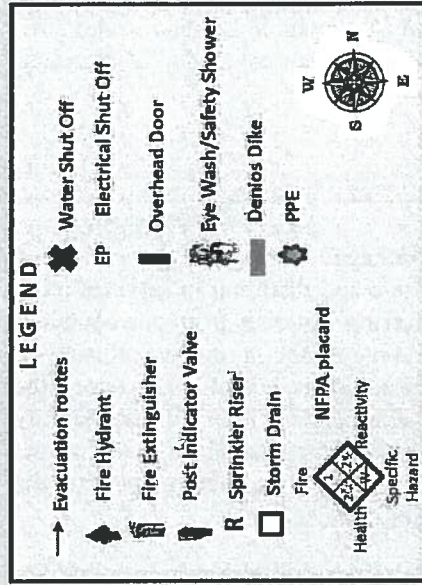 LEGEND
Evacuation routes
Fire Hydrant
Fire Extinguisher
Post Indicator Valve
R Sprinkler Riser
Storm Drain
Fire
NFPA placard
Health
Reactivity
Specific
Hazard
Water Shut Off
EP Electrical Shut Off
Overhead Door
Eye Wash/Safety Shower
Denios Dike
PPE
W
N
S
E